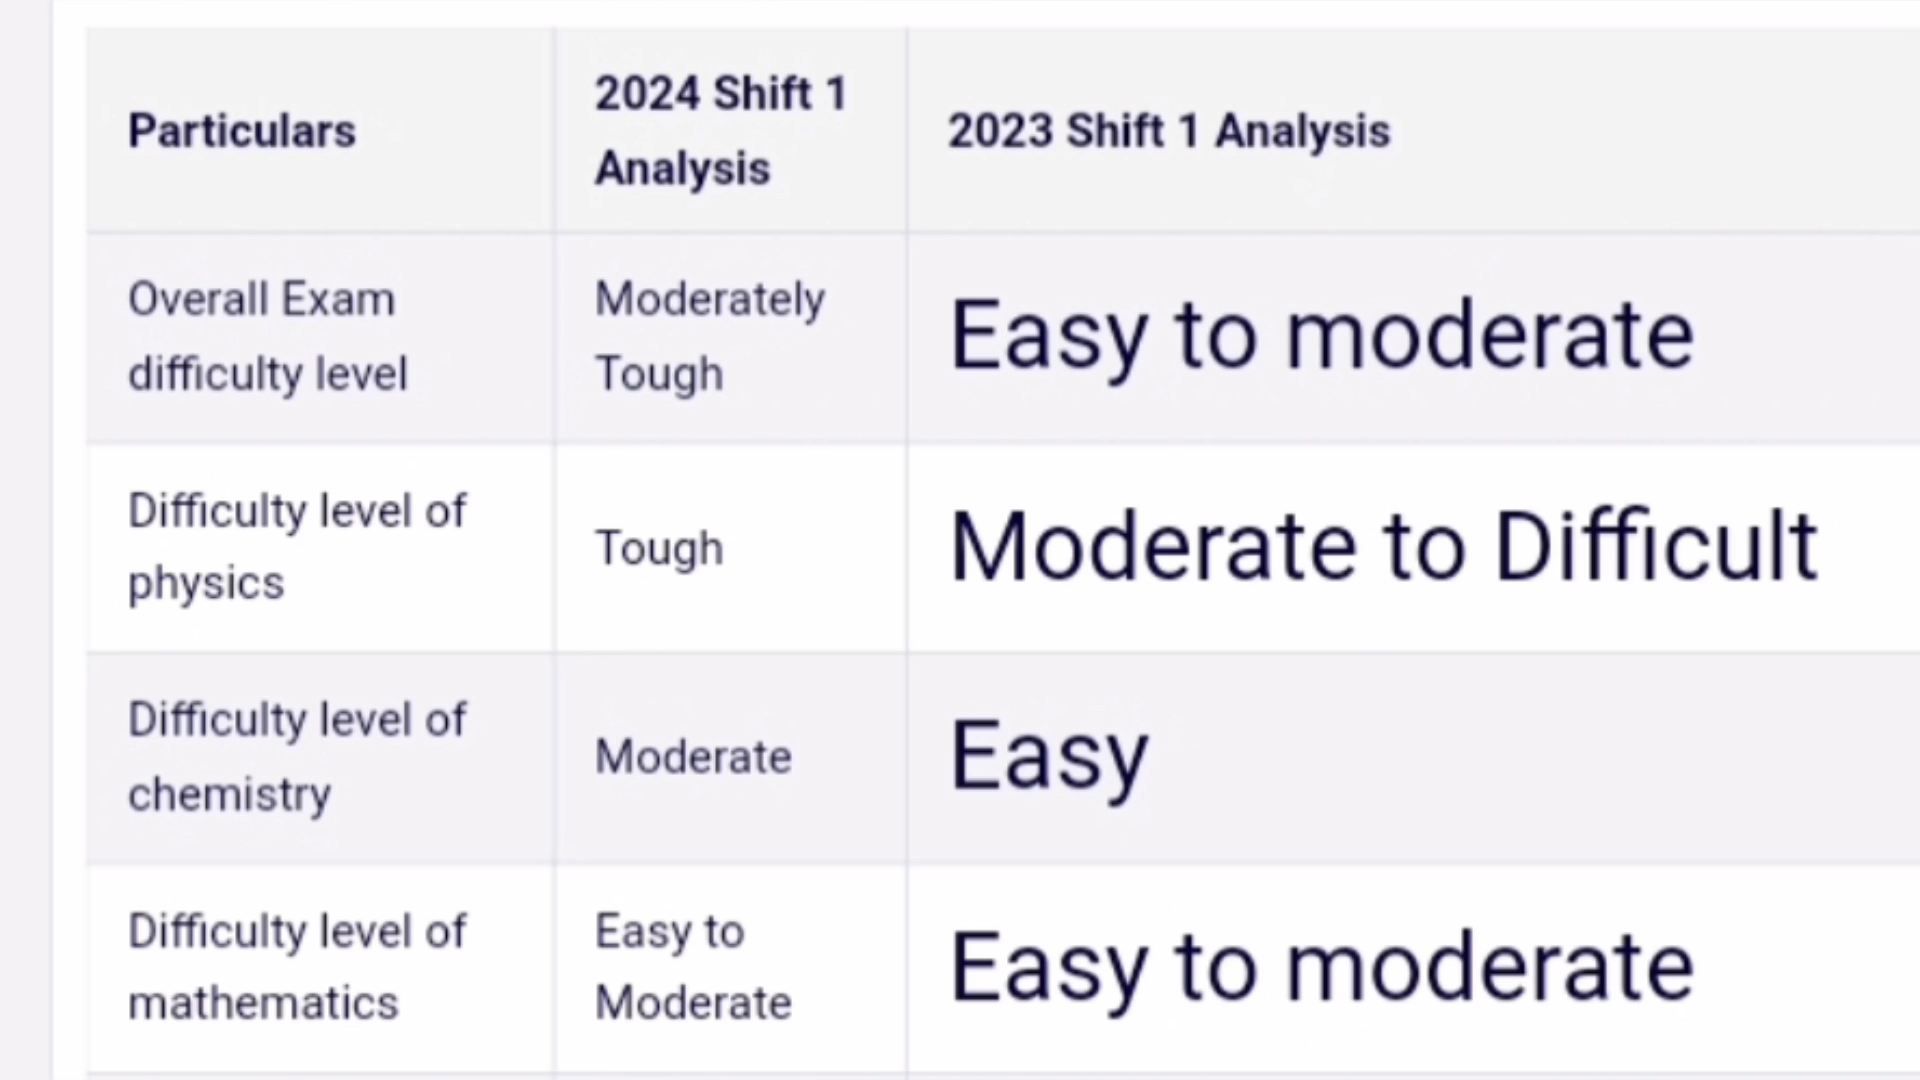 Particulars
2024 Shift 1
Analysis
2023 Shift 1 Analysis
Overall Exam
difficulty level
Moderately
Tough
Easy to moderate
Difficulty level of
physics
Tough
Moderate to Difficult
Difficulty level of
chemistry
Moderate
Easy
Difficulty level of
mathematics
Easy to
Moderate
Easy to moderate